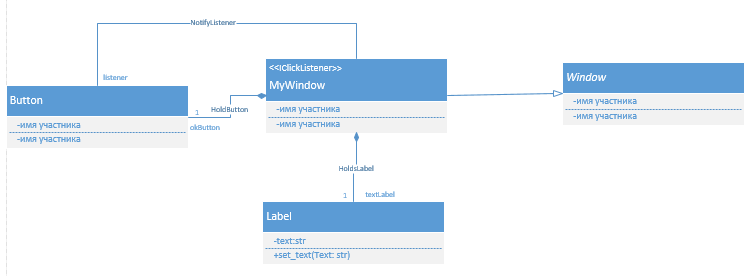 NotifyListener
listener
<<IClickListener>>
MyWindow
-имя участника
-имя участника
Window
-имя участника
-имя участника
Button
-имя участника
-имя участника
HoldButton
1
okButton
HoldsLabel
1
textLabel
Label
-text:str
+set_text(Text: str)